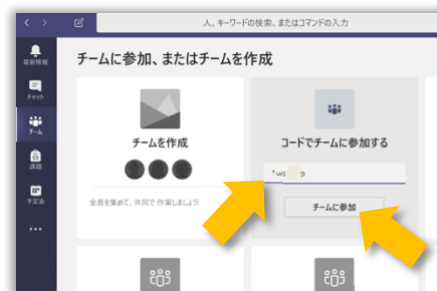 人、キーワードの検索、またはコマンドの入力
最新情報
チャット
チーム
課題
予定表
チームに参加、またはチームを作成
チームを作成
全員を集めて、共同で作業しましょう!
コードでチームに参加する
チームに参加